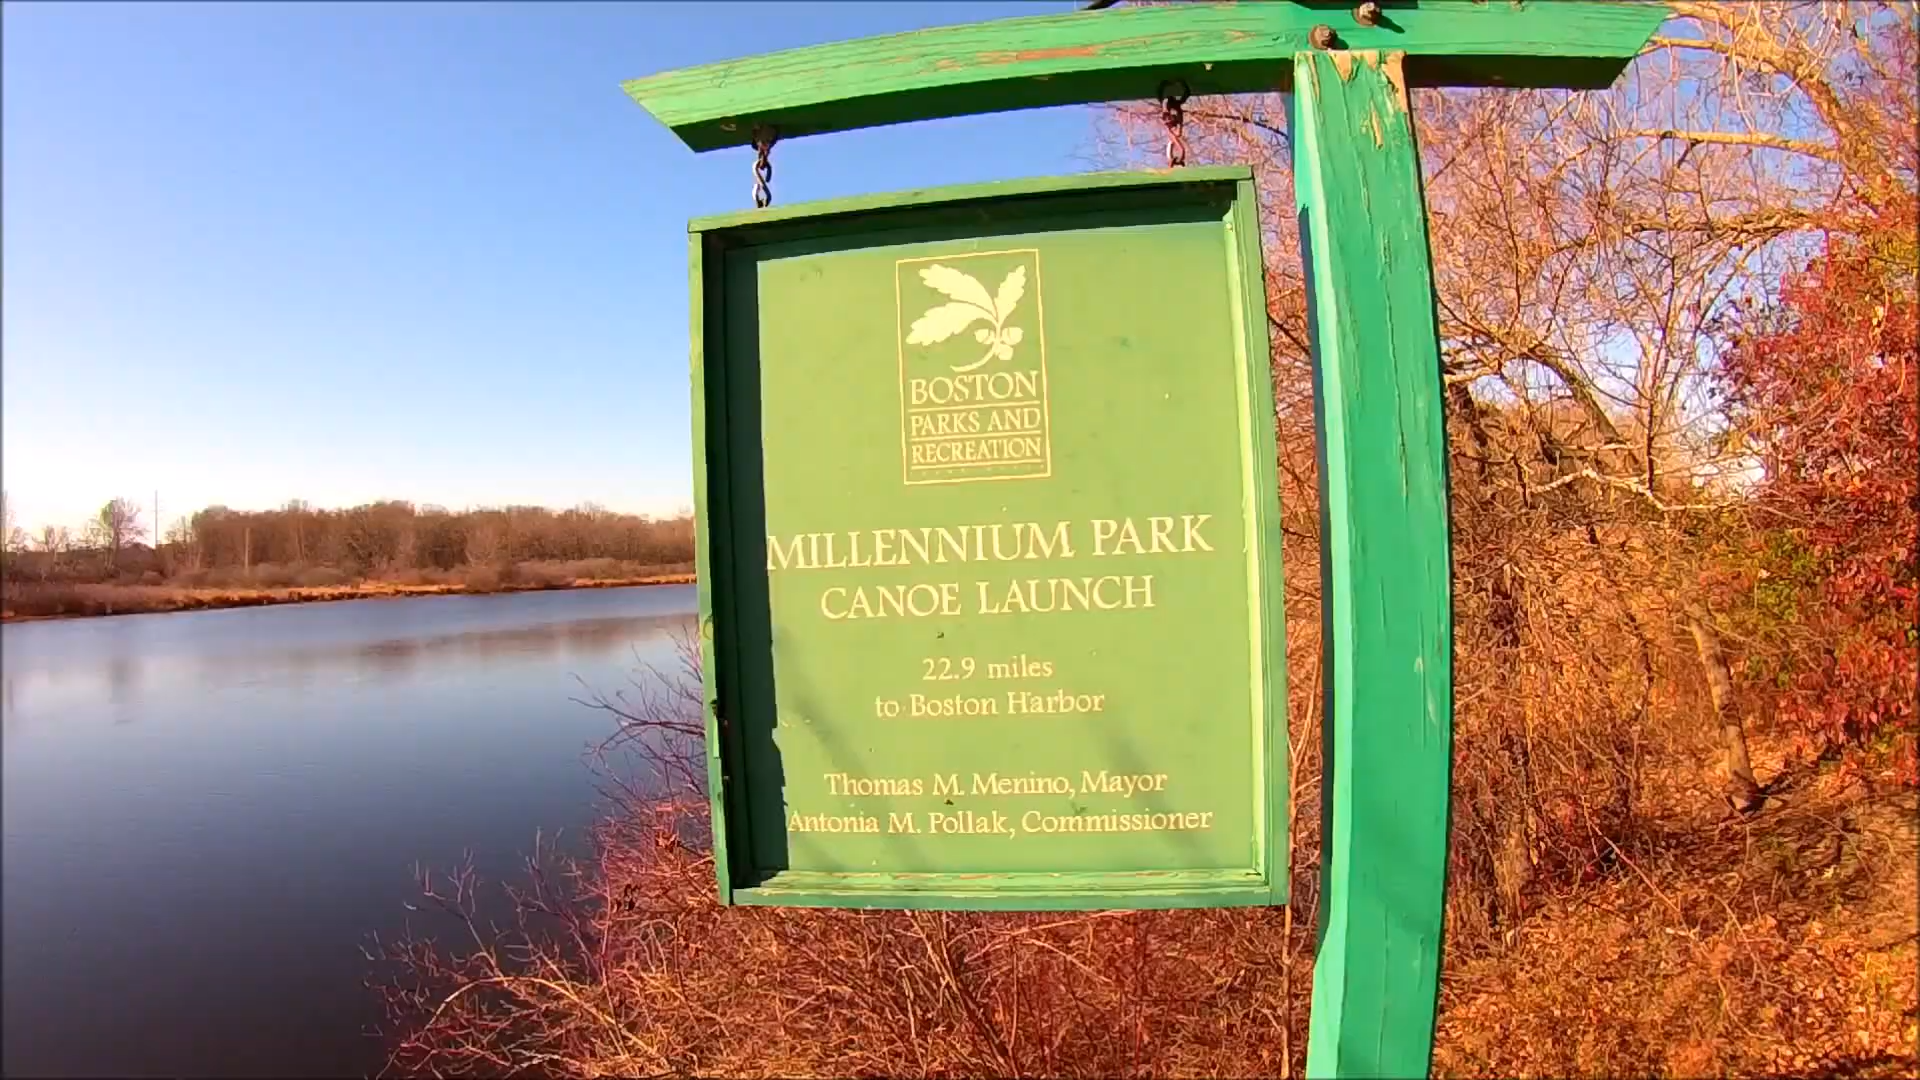 BOSTON
PARKS AND
RECREATION
MILLENNIUM PARK
CANOE LAUNCH
22.9 miles
to Boston Harbor
Thomas M. Menino, Mayor
Antonia M. Pollak, Commissioner